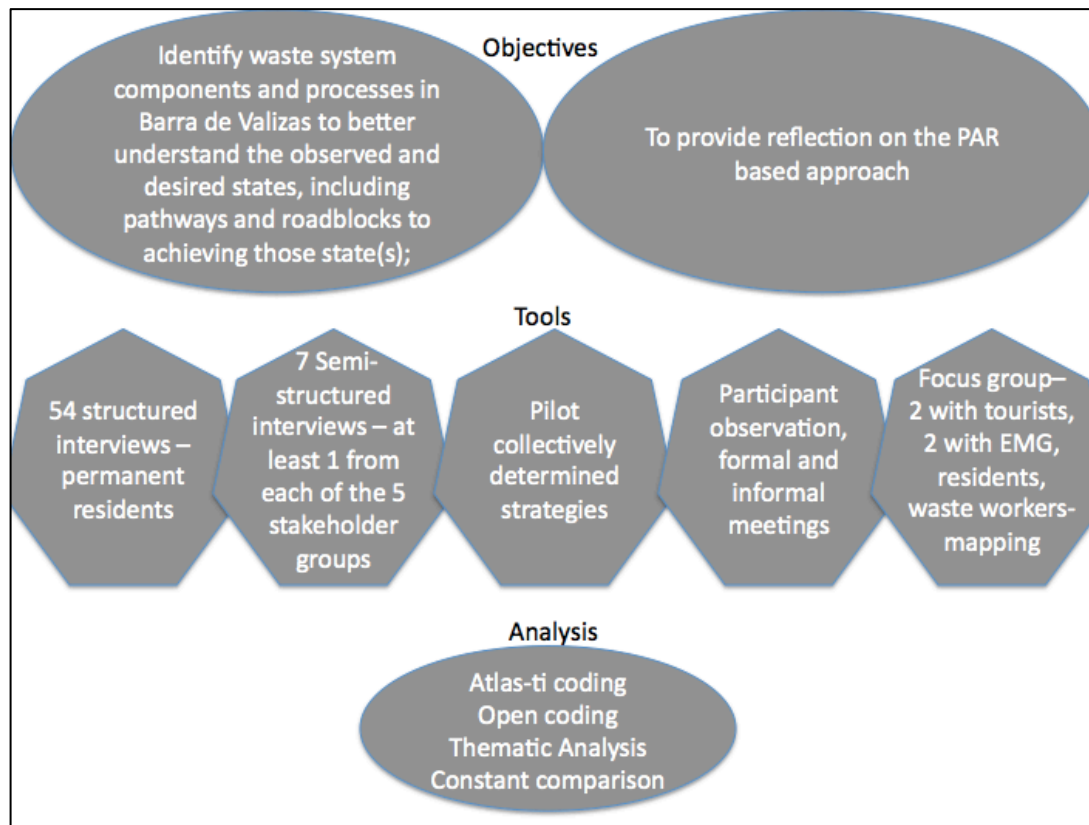 Objectives
Identify waste system
components and processes in
Barra de Valizas to better
understand the observed and
desired states, including
pathways and roadblocks to
achieving those state(s);
To provide reflection on the PAR
based approach
Tools
54 structured
interviews –
permanent
residents
7 Semi-
structured
interviews – at
least 1 from
each of the 5
stakeholder
groups
Pilot
collectively
determined
strategies
Participant
observation,
formal and
informal
meetings
Focus group–
2 with tourists,
2 with EMG,
residents,
waste workers-
mapping
Analysis
Atlas-ti coding
Open coding
Thematic Analysis
Constant comparison